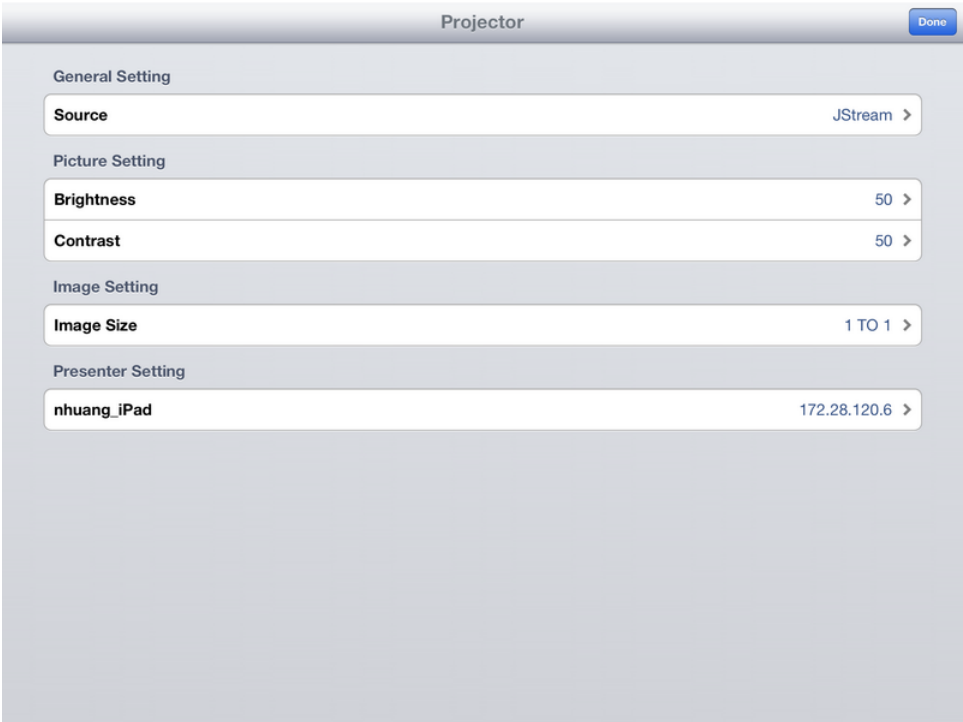 Projector
Done
General Setting
Source JStream
Picture Setting
Brightness 50
Contrast 50
Image Setting
Image Size 1 TO 1
Presenter Setting
nhuang_iPad 172.28.120.6